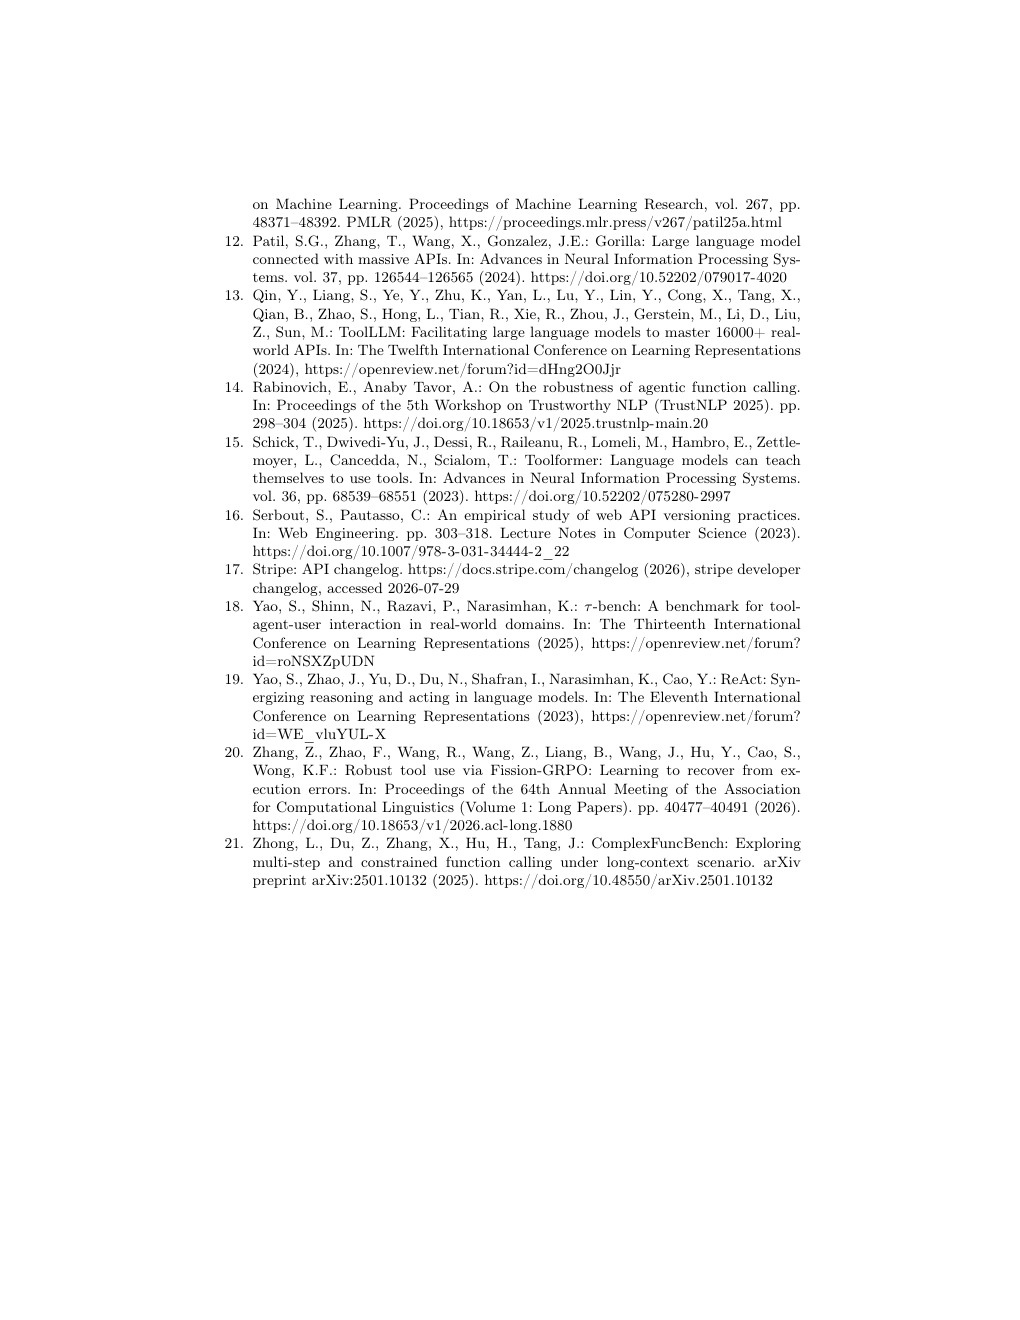 on Machine Learning. Proceedings of Machine Learning Research, vol. 267, pp.
48371–48392. PMLR (2025), https://proceedings.mlr.press/v267/patil25a.html
12. Patil, S.G., Zhang, T., Wang, X., Gonzalez, J.E.: Gorilla: Large language model
connected with massive APIs. In: Advances in Neural Information Processing Sys-
tems. vol. 37, pp. 126544–126565 (2024). https://doi.org/10.52202/079017-4020
13. Qin, Y., Liang, S., Ye, Y., Zhu, K., Yan, L., Lu, Y., Lin, Y., Cong, X., Tang, X.,
Qian, B., Zhao, S., Hong, L., Tian, R., Xie, R., Zhou, J., Gerstein, M., Li, D., Liu,
Z., Sun, M.: ToolLLM: Facilitating large language models to master 16000+ real-
world APIs. In: The Twelfth International Conference on Learning Representations
(2024), https://openreview.net/forum?id=dHng2O0Jjr
14. Rabinovich, E., Anaby Tavor, A.: On the robustness of agentic function calling.
In: Proceedings of the 5th Workshop on Trustworthy NLP (TrustNLP 2025). pp.
298–304 (2025). https://doi.org/10.18653/v1/2025.trustnlp-main.20
15. Schick, T., Dwivedi-Yu, J., Dessi, R., Raileanu, R., Lomeli, M., Hambro, E., Zettle-
moyer, L., Cancedda, N., Scialom, T.: Toolformer: Language models can teach
themselves to use tools. In: Advances in Neural Information Processing Systems.
vol. 36, pp. 68539–68551 (2023). https://doi.org/10.52202/075280-2997
16. Serbout, S., Pautasso, C.: An empirical study of web API versioning practices.
In: Web Engineering. pp. 303–318. Lecture Notes in Computer Science (2023).
https://doi.org/10.1007/978-3-031-34444-2_22
17. Stripe: API changelog. https://docs.stripe.com/changelog (2026), stripe developer
changelog, accessed 2026-07-29
18. Yao, S., Shinn, N., Razavi, P., Narasimhan, K.: τ-bench: A benchmark for tool-
agent-user interaction in real-world domains. In: The Thirteenth International
Conference on Learning Representations (2025), https://openreview.net/forum?
id=roNSXZpUDN
19. Yao, S., Zhao, J., Yu, D., Du, N., Shafran, I., Narasimhan, K., Cao, Y.: ReAct: Syn-
ergizing reasoning and acting in language models. In: The Eleventh International
Conference on Learning Representations (2023), https://openreview.net/forum?
id=WE_vluYUL-X
20. Zhang, Z., Zhao, F., Wang, R., Wang, Z., Liang, B., Wang, J., Hu, Y., Cao, S.,
Wong, K.F.: Robust tool use via Fission-GRPO: Learning to recover from ex-
ecution errors. In: Proceedings of the 64th Annual Meeting of the Association
for Computational Linguistics (Volume 1: Long Papers). pp. 40477–40491 (2026).
https://doi.org/10.18653/v1/2026.acl-long.1880
21. Zhong, L., Du, Z., Zhang, X., Hu, H., Tang, J.: ComplexFuncBench: Exploring
multi-step and constrained function calling under long-context scenario. arXiv
preprint arXiv:2501.10132 (2025). https://doi.org/10.48550/arXiv.2501.10132